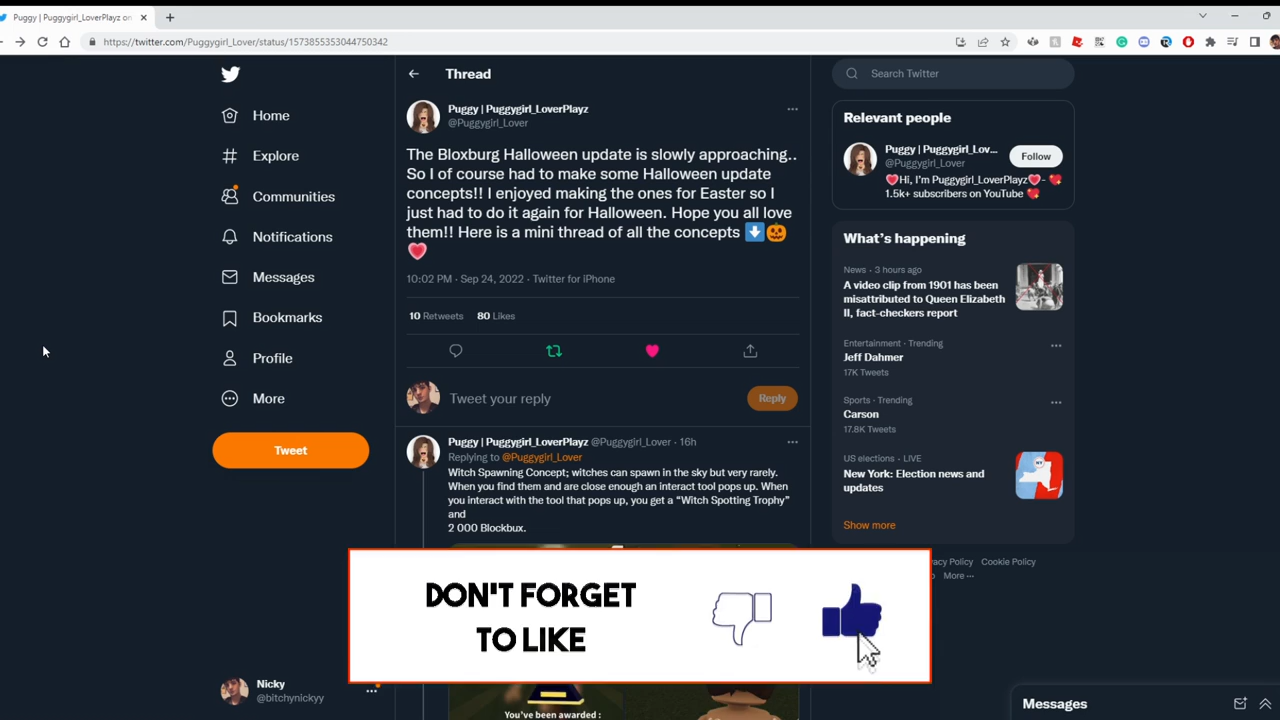 Puggy | Puggygirl_LoverPlayz on
https://twitter.com/Puggygirl_Lover/status/1573855353044750342
Home
Explore
Communities
Notifications
Messages
Bookmarks
Profile
More
Tweet
Nicky
@bitchynickyy
Thread
Puggy | Puggygirl_LoverPlayz
@Puggygirl_Lover
The Bloxburg Halloween update is slowly approaching..
So I of course had to make some Halloween update
concepts!! I enjoyed making the ones for Easter so I
just had to do it again for Halloween. Hope you all love
them!! Here is a mini thread of all the concepts ⬇️🎃
💗
10:02 PM · Sep 24, 2022 · Twitter for iPhone
10 Retweets 80 Likes
Tweet your reply
Reply
Puggy | Puggygirl_LoverPlayz @Puggygirl_Lover · 16h
Replying to @Puggygirl_Lover
Witch Spawning Concept; witches can spawn in the sky but very rarely.
When you find them and are close enough an interact tool pops up. When
you interact with the tool that pops up, you get a “Witch Spotting Trophy”
and
2 000 Blockbux.
DON'T FORGET
TO LIKE
You've been awarded :
Search Twitter
Relevant people
Puggy | Puggygirl_Lov...
@Puggygirl_Lover
Follow
💗Hi, I'm Puggygirl_LoverPlayz💗- 💖
1.5k+ subscribers on YouTube 💖
What's happening
News · 3 hours ago
A video clip from 1901 has been
misattributed to Queen Elizabeth
II, fact-checkers report
Entertainment · Trending
Jeff Dahmer
17K Tweets
Sports · Trending
Carson
17.8K Tweets
US elections · LIVE
New York: Election news and
updates
Show more
Policy Cookie Policy
More ···
Messages